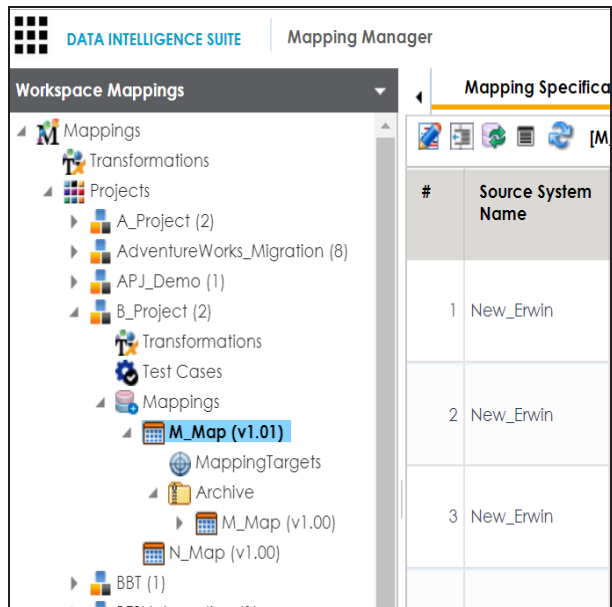 DATA INTELLIGENCE SUITE Mapping Manager
Workspace Mappings
Mappings
Transformations
Projects
A_Project (2)
AdventureWorks_Migration (8)
APJ_Demo (1)
B_Project (2)
Transformations
Test Cases
Mappings
M_Map (v1.01)
MappingTargets
Archive
M_Map (v1.00)
N_Map (v1.00)
BBT (1)
Mapping Specifica
[M
# Source System
Name
1 New_Erwin
2 New_Erwin
3 New_Erwin